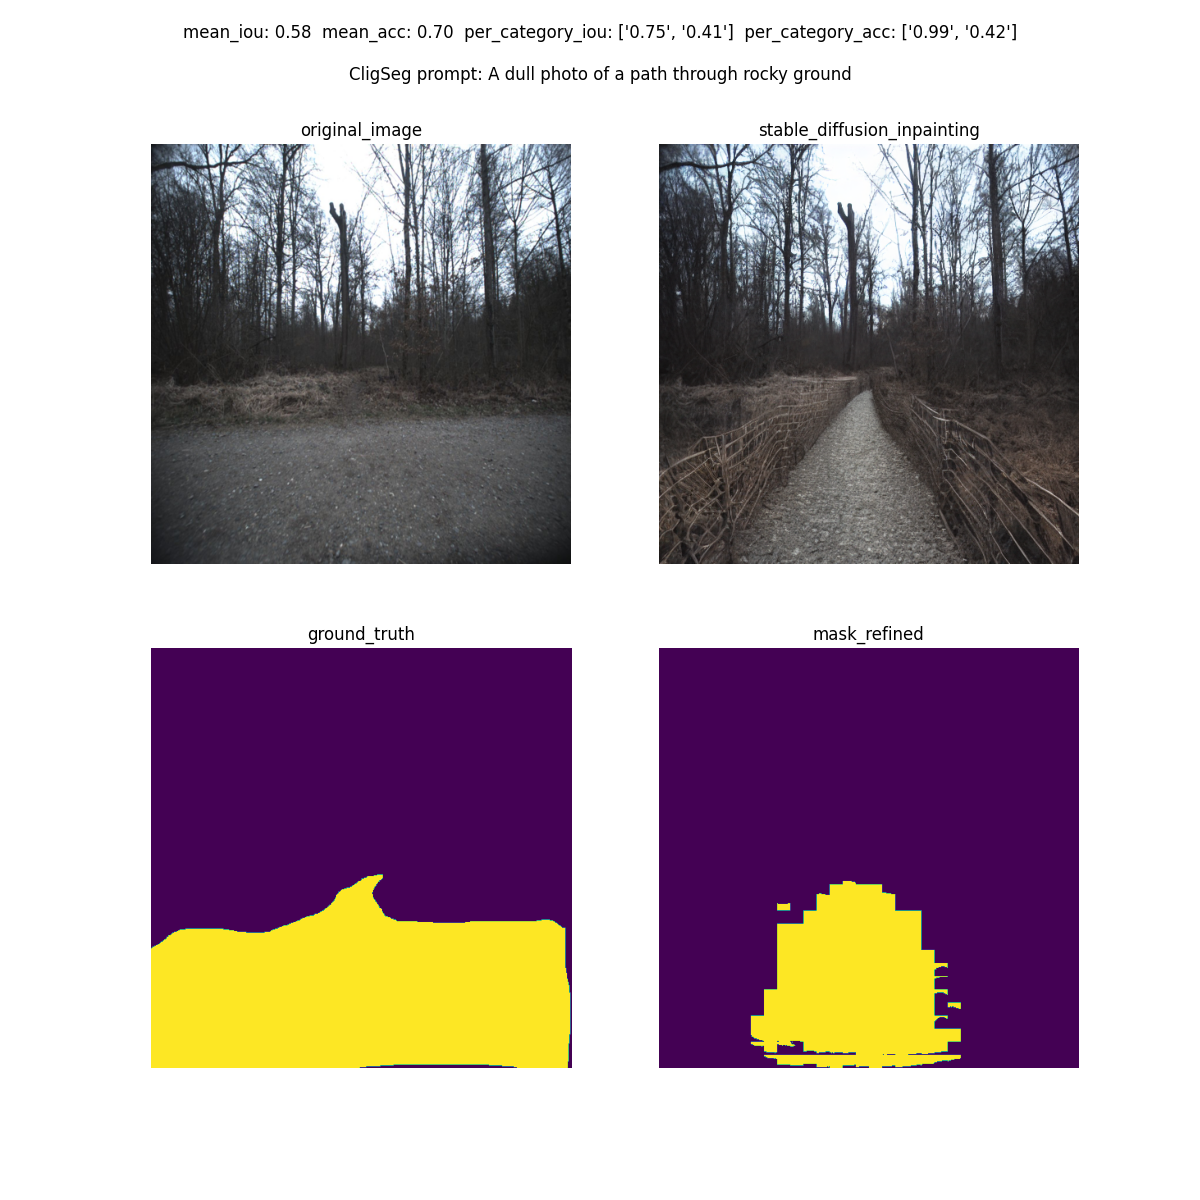 mean_iou: 0.58  mean_acc: 0.70  per_category_iou: ['0.75', '0.41']  per_category_acc: ['0.99', '0.42']
CligSeg prompt: A dull photo of a path through rocky ground
original_image
stable_diffusion_inpainting
ground_truth
mask_refined